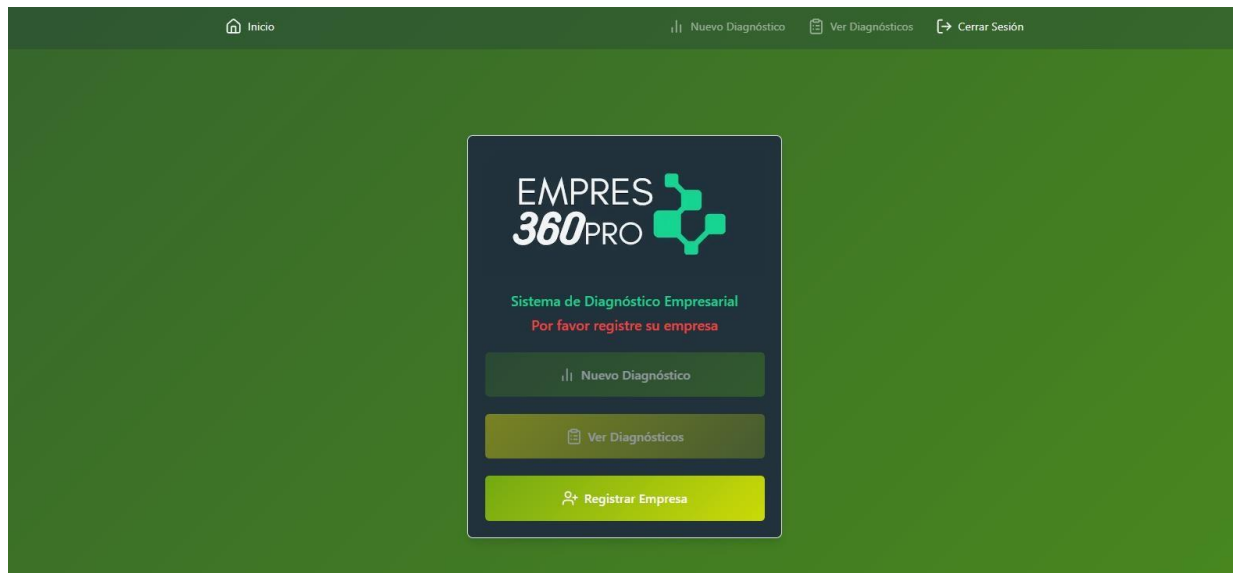 Inicio
Nuevo Diagnóstico
Ver Diagnósticos
Cerrar Sesión
EMPRES
360PRO
Sistema de Diagnóstico Empresarial
Por favor registre su empresa
Nuevo Diagnóstico
Ver Diagnósticos
Registrar Empresa